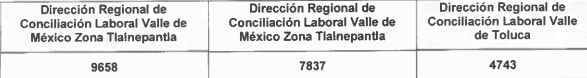 Dirección Regional de
Conciliación Laboral Valle de
México Zona Tlalnepantla
Dirección Regional de
Conciliación Laboral Valle de
México Zona Tlalnepantla
Dirección Regional de
Conciliación Laboral Valle
de Toluca
9658
7837
4743